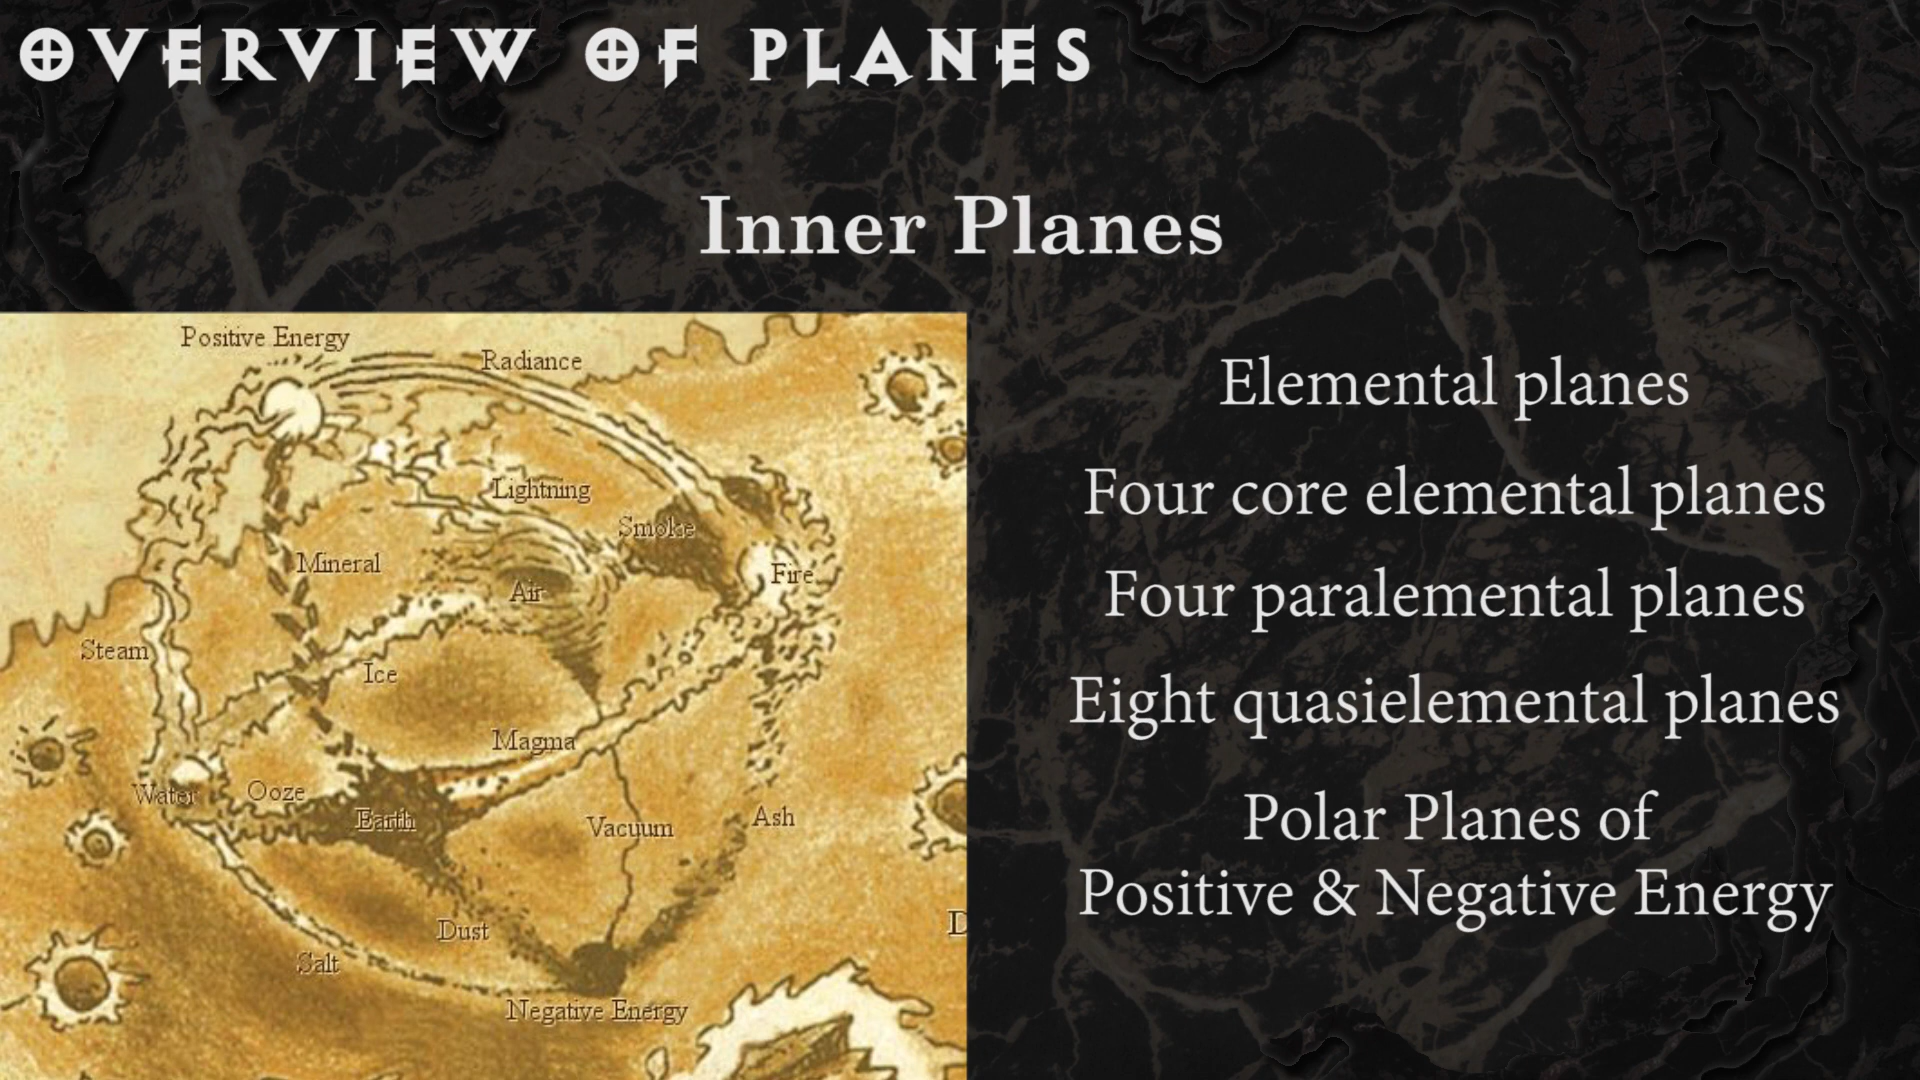 OVERVIEW OF PLANES
Inner Planes
Positive Energy
Radiance
Lightning
Smoke
Mineral
Air
Fire
Steam
Ice
Magma
Water
Ooze
Earth
Vacuum
Ash
Dust
Salt
Negative Energy
D
Elemental planes
Four core elemental planes
Four paralemental planes
Eight quasielemental planes
Polar Planes of
Positive & Negative Energy